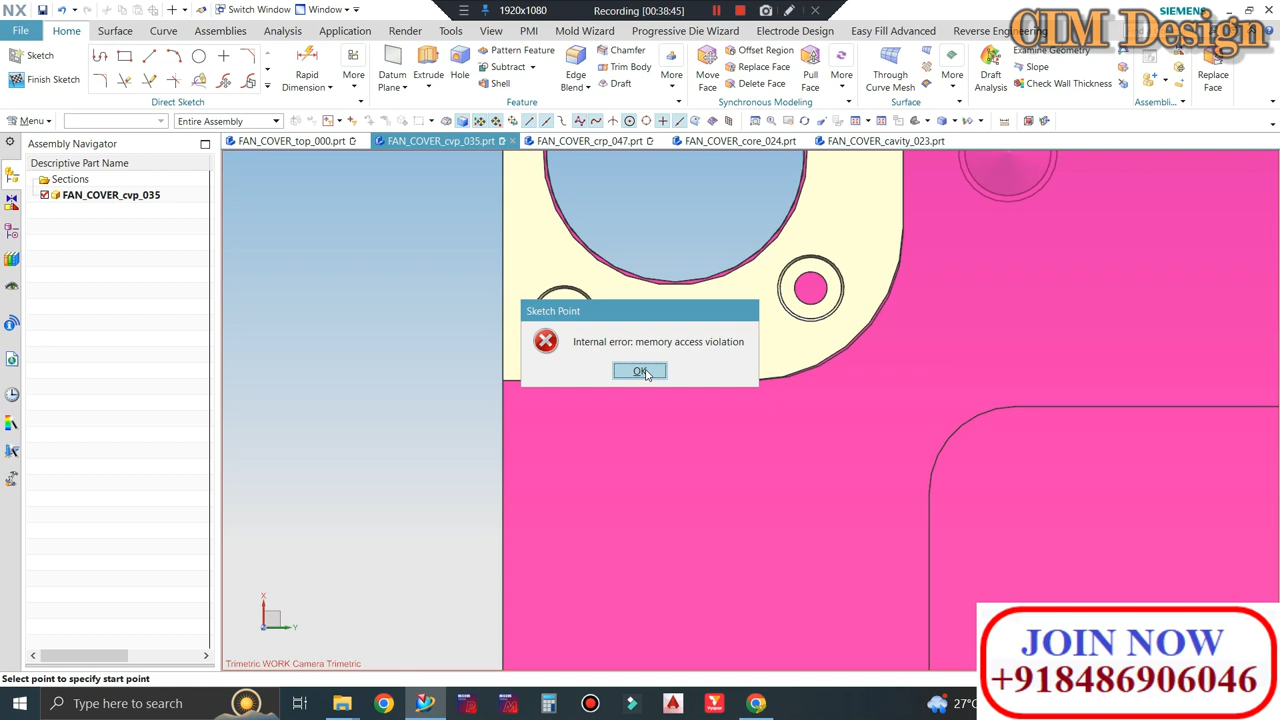 NX
Switch Window
Window
1920x1080
Recording [00:38:45]
SIEMENS
CIM Design
File
Home
Surface
Curve
Assemblies
Analysis
Application
Render
Tools
View
PMI
Mold Wizard
Progressive Die Wizard
Electrode Design
Easy Fill Advanced
Reverse Engineering
Sketch
Finish Sketch
Rapid Dimension
More
Direct Sketch
Datum Plane
Extrude
Hole
Pattern Feature
Subtract
Shell
Edge Blend
Chamfer
Trim Body
Draft
More
Feature
Move Face
Offset Region
Replace Face
Delete Face
Pull Face
More
Synchronous Modeling
Through Curve Mesh
More
Surface
Draft Analysis
Examine Geometry
Slope
Check Wall Thickness
Assembli...
Replace Face
Menu
Entire Assembly
Assembly Navigator
FAN_COVER_top_000.prt
FAN_COVER_cvp_035.prt
FAN_COVER_crp_047.prt
FAN_COVER_core_024.prt
FAN_COVER_cavity_023.prt
Descriptive Part Name
Sections
FAN_COVER_cvp_035
Sketch Point
Internal error: memory access violation
OK
X
Y
Trimetric WORK Camera Trimetric
Select point to specify start point
JOIN NOW
+918486906046
Type here to search
27°